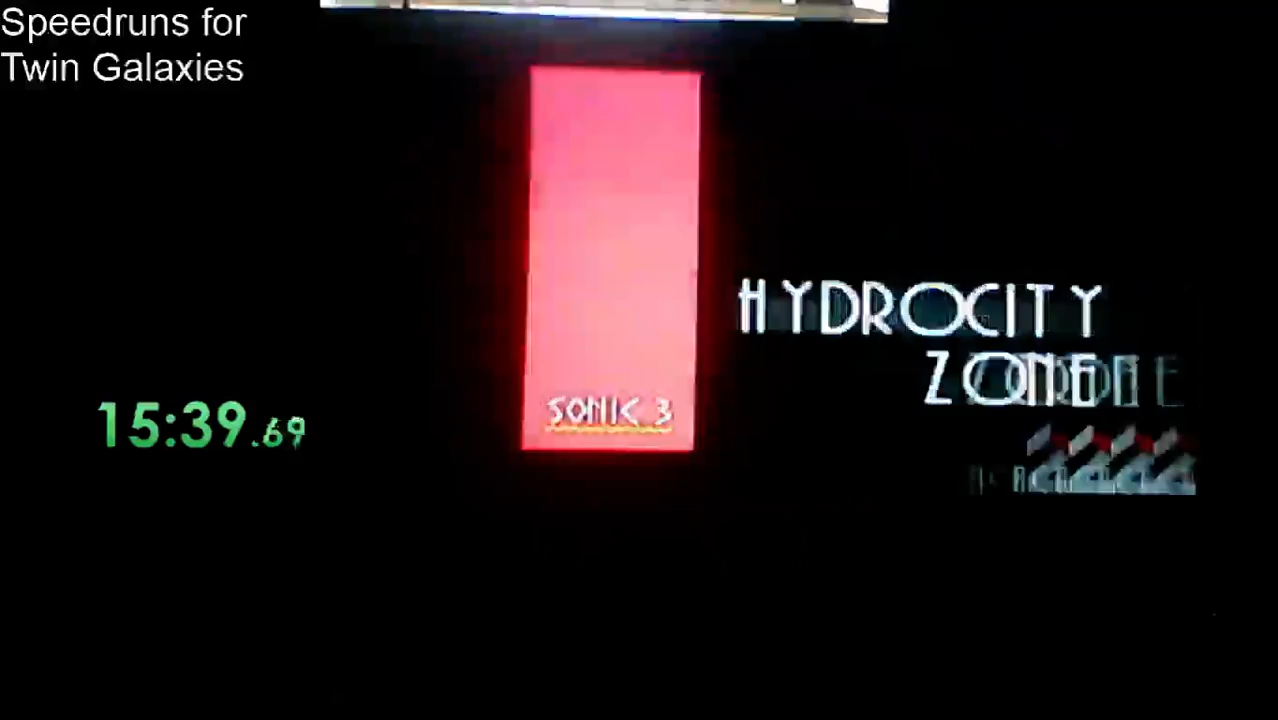 Speedruns for
Twin Galaxies
HYDROCITY
ZONE
15:39.69
SONIC 3